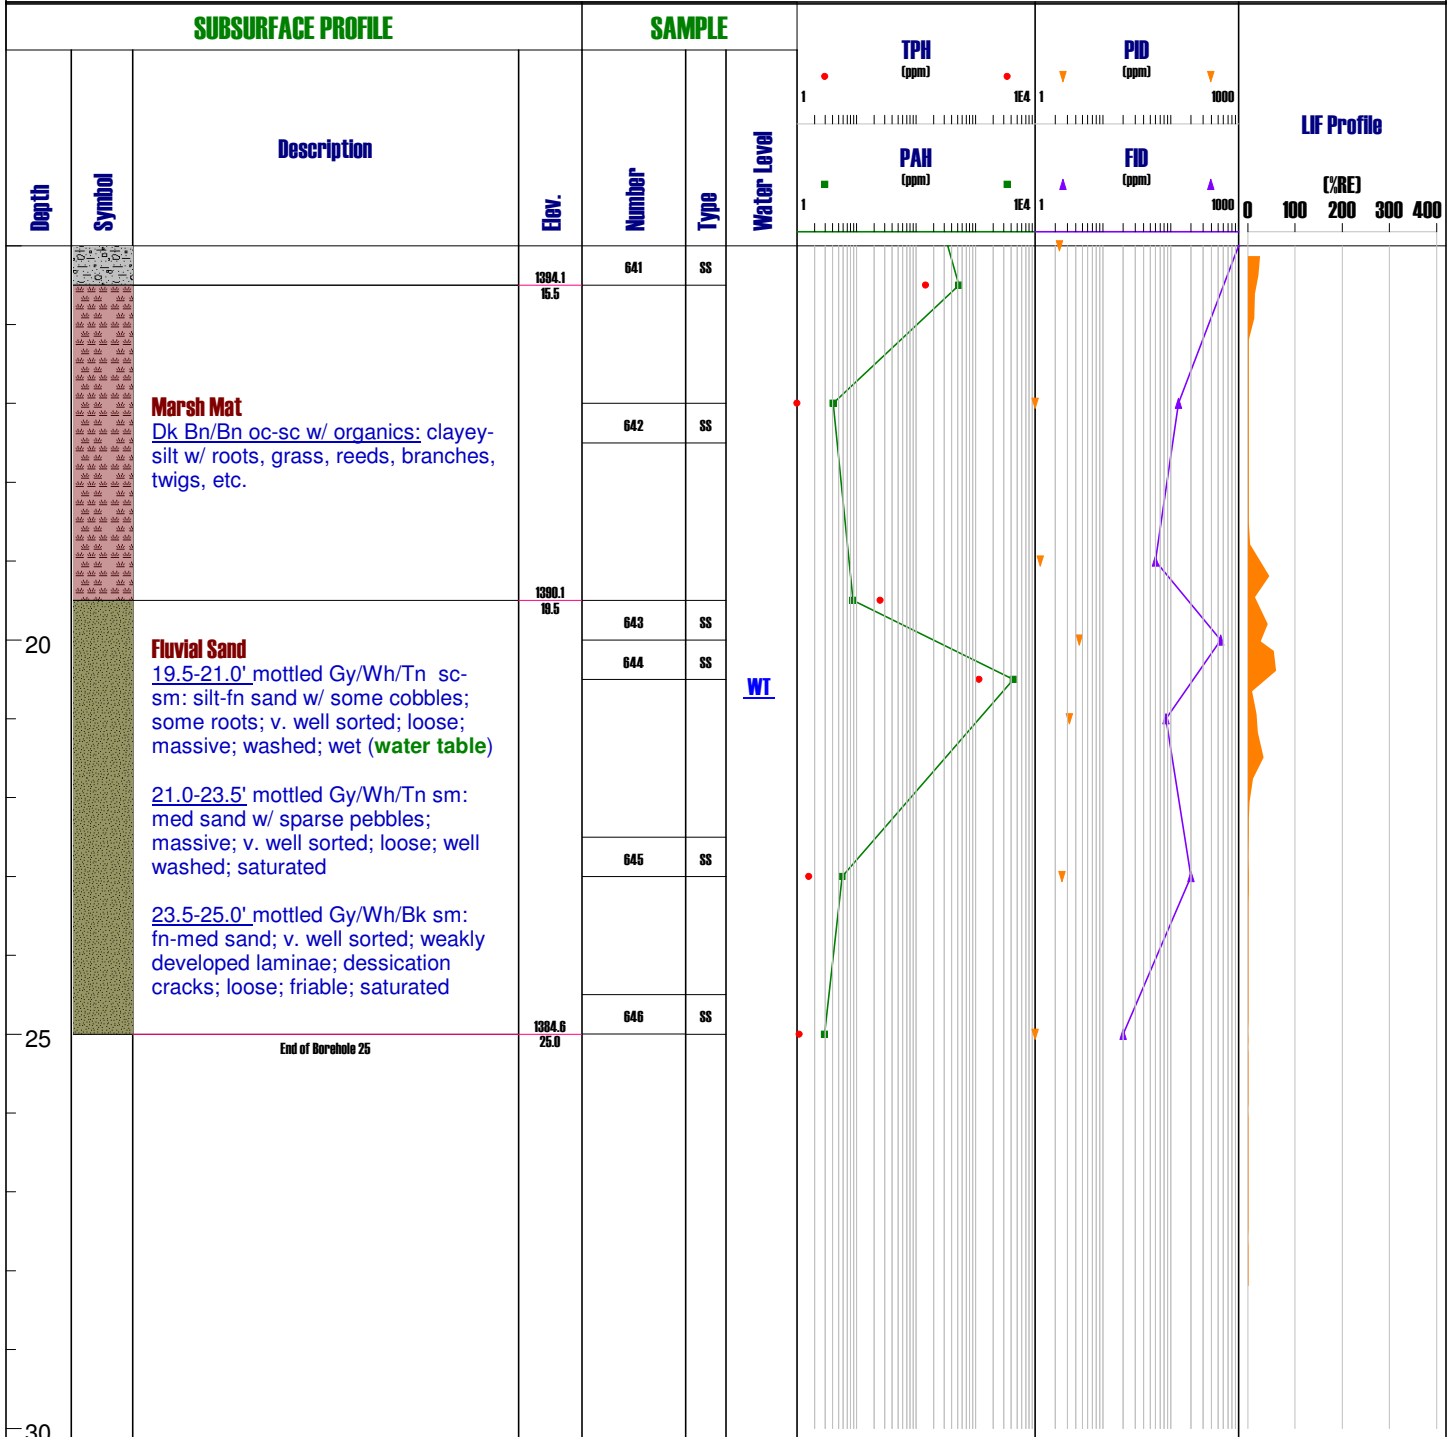 SUBSURFACE PROFILE
SAMPLE
Depth
Symbol
Description
Elev.
Number
Type
Water Level
TPH
(ppm)
1 1E4
PAH
(ppm)
1 1E4
PID
(ppm)
1 1000
FID
(ppm)
1 1000
LIF Profile
(%RE)
0 100 200 300 400
641 SS
1394.1
15.5
Marsh Mat
Dk Bn/Bn oc-sc w/ organics: clayey-
silt w/ roots, grass, reeds, branches,
twigs, etc.
642 SS
1390.1
19.5
643 SS
20
Fluvial Sand
19.5-21.0' mottled Gy/Wh/Tn sc-
sm: silt-fn sand w/ some cobbles;
some roots; v. well sorted; loose;
massive; washed; wet (water table)
644 SS
WT
21.0-23.5' mottled Gy/Wh/Tn sm:
med sand w/ sparse pebbles;
massive; v. well sorted; loose; well
washed; saturated
645 SS
23.5-25.0' mottled Gy/Wh/Bk sm:
fn-med sand; v. well sorted; weakly
developed laminae; dessication
cracks; loose; friable; saturated
646 SS
1384.6
25.0
25
End of Borehole 25
30